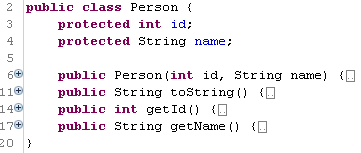 2 public class Person {
3 protected int id;
4 protected String name;
5
6 public Person(int id, String name) {
11 public String toString() {
14 public int getId() {
17 public String getName() {
20 }